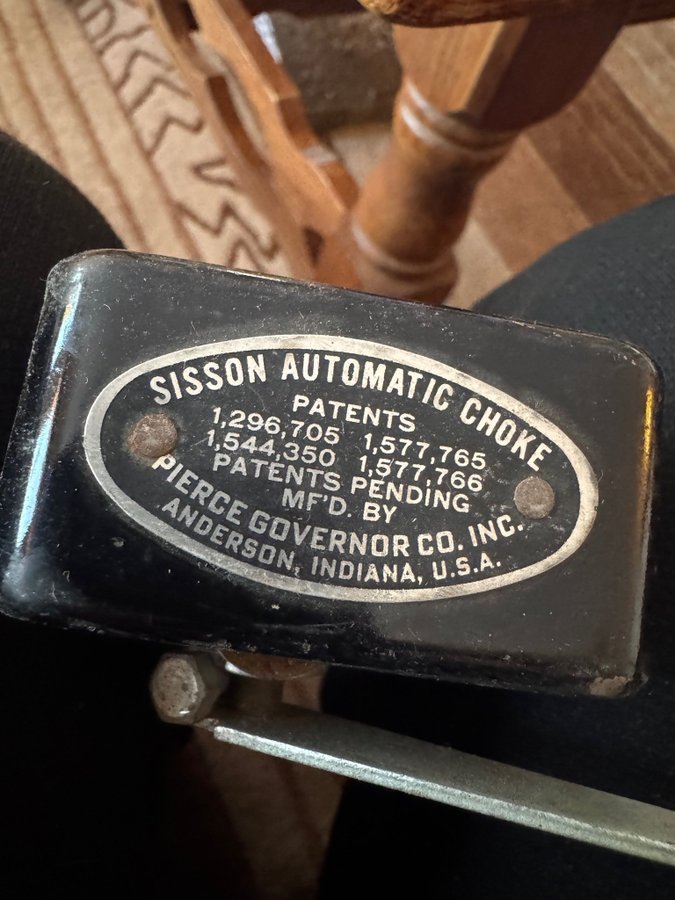 SISSON AUTOMATIC CHOKE
PATENTS
1,296,705 1,577,765
1,544,350 1,577,766
PATENTS PENDING
MF'D. BY
PIERCE GOVERNOR CO. INC.
ANDERSON, INDIANA, U.S.A.